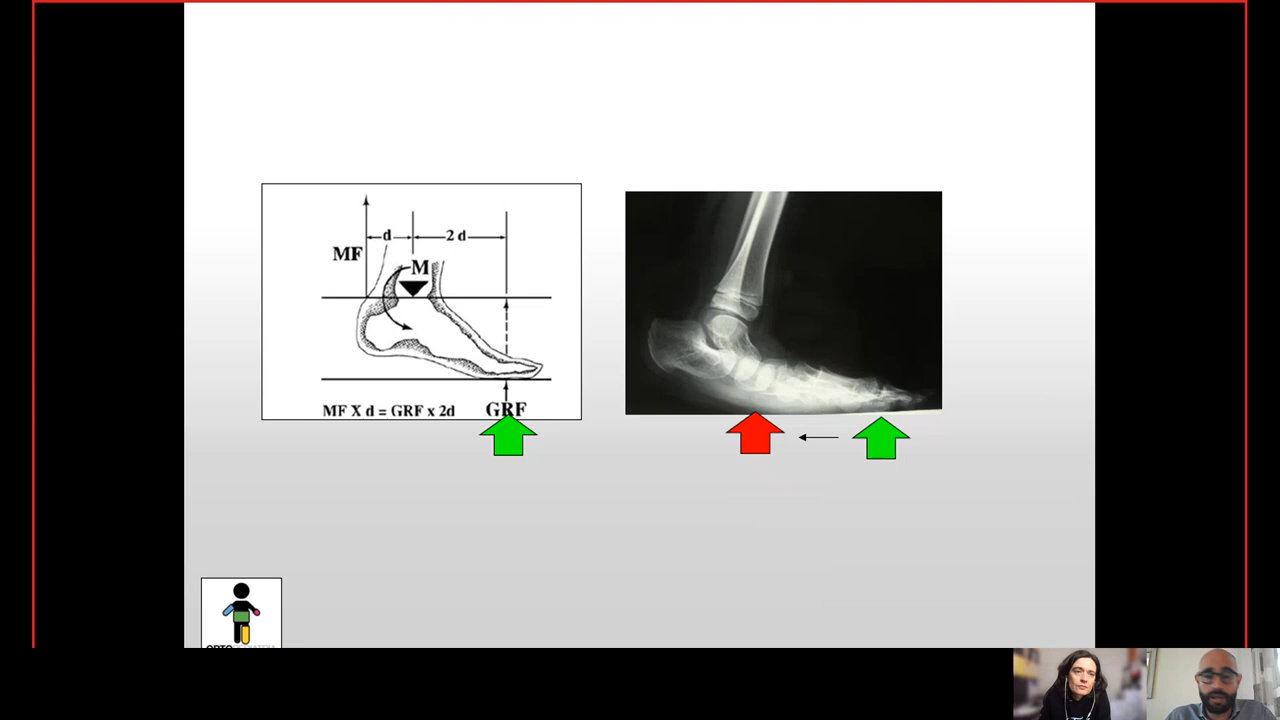 d
2 d
MF
M
MF X d = GRF x 2d
GRF